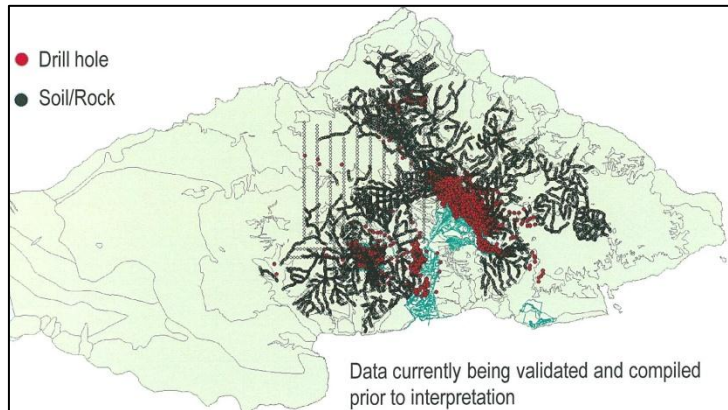 Drill hole
Soil/Rock
Data currently being validated and compiled
prior to interpretation